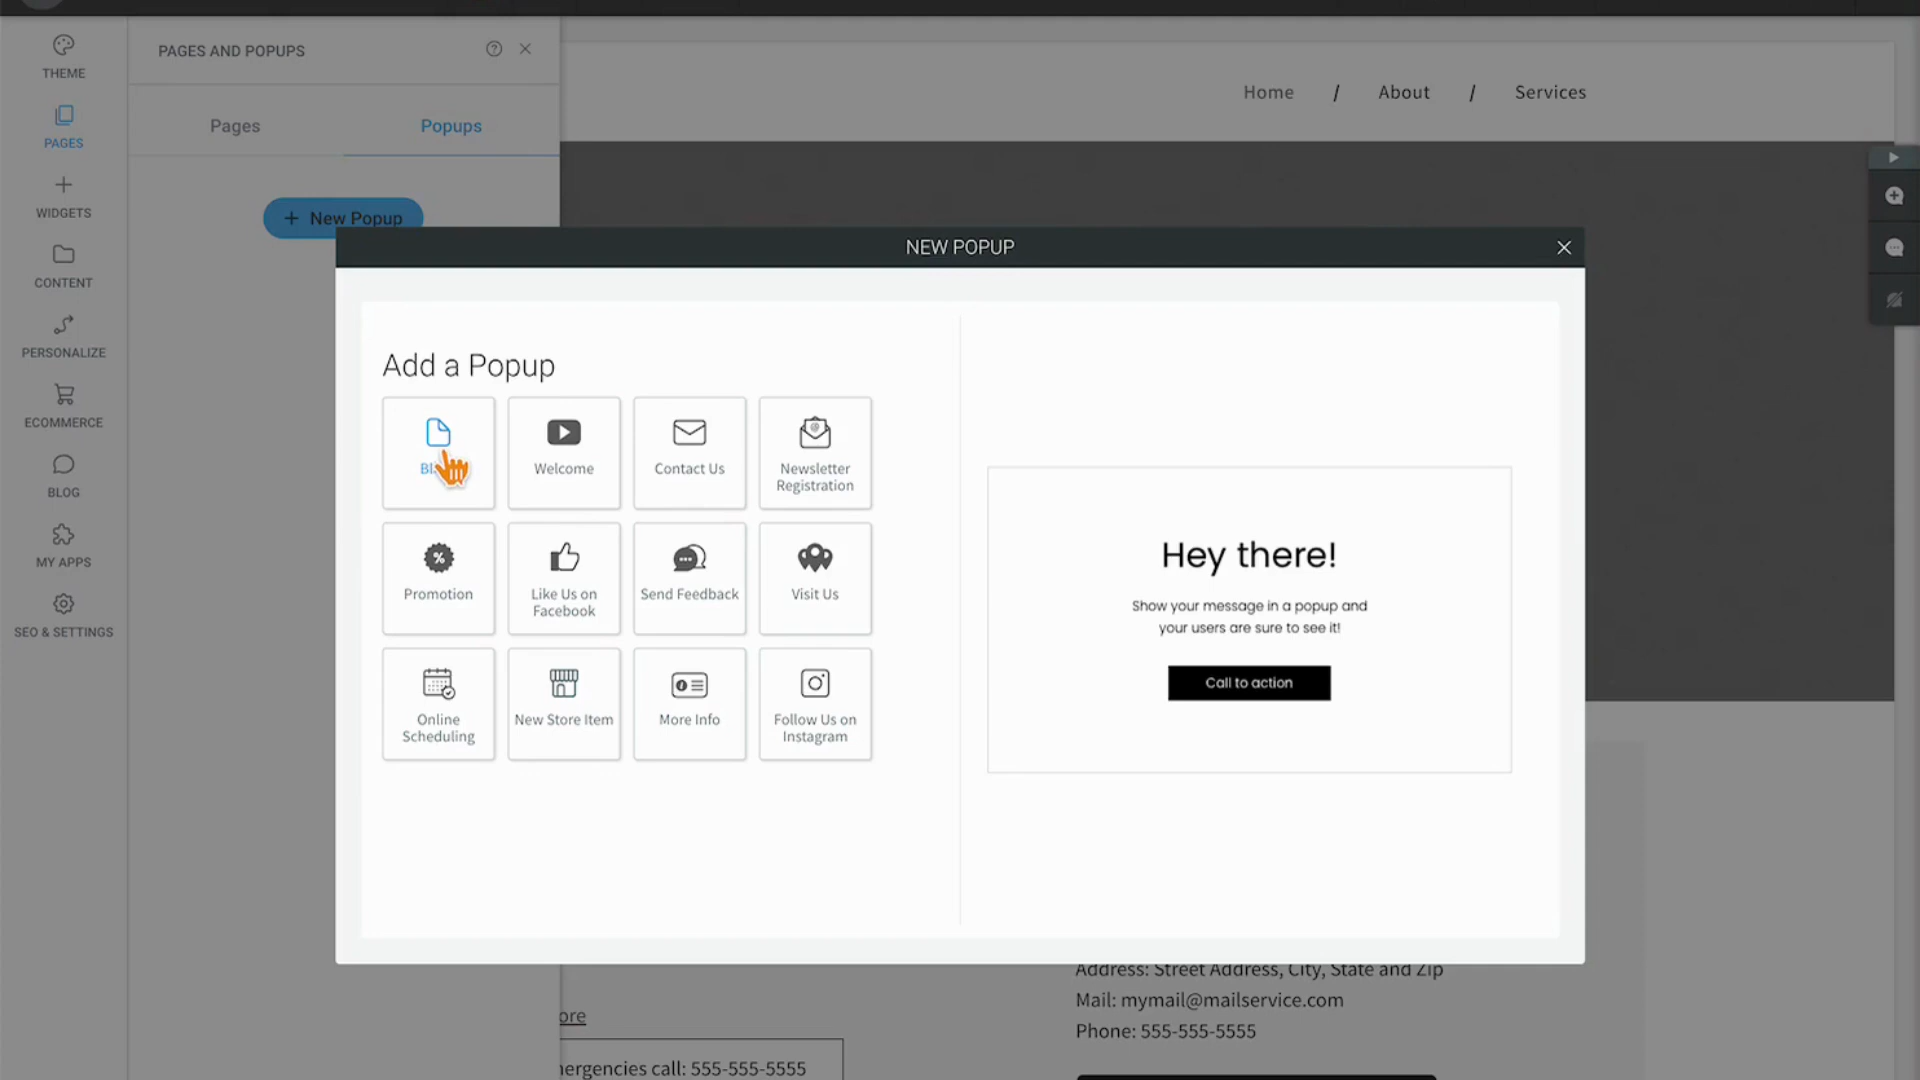 THEME
PAGES
WIDGETS
CONTENT
PERSONALIZE
ECOMMERCE
BLOG
MY APPS
SEO & SETTINGS
PAGES AND POPUPS
Pages
Popups
+ New Popup
Home / About / Services
NEW POPUP
Add a Popup
Welcome
Contact Us
Newsletter
Registration
Promotion
Like Us on
Facebook
Send Feedback
Visit Us
Online
Scheduling
New Store Item
More Info
Follow Us on
Instagram
Hey there!
Show your message in a popup and
your users are sure to see it!
Call to action
Address: Street Address, City, State and Zip
Mail: mymail@mailservice.com
Phone: 555-555-5555
ore
call: 555-555-5555